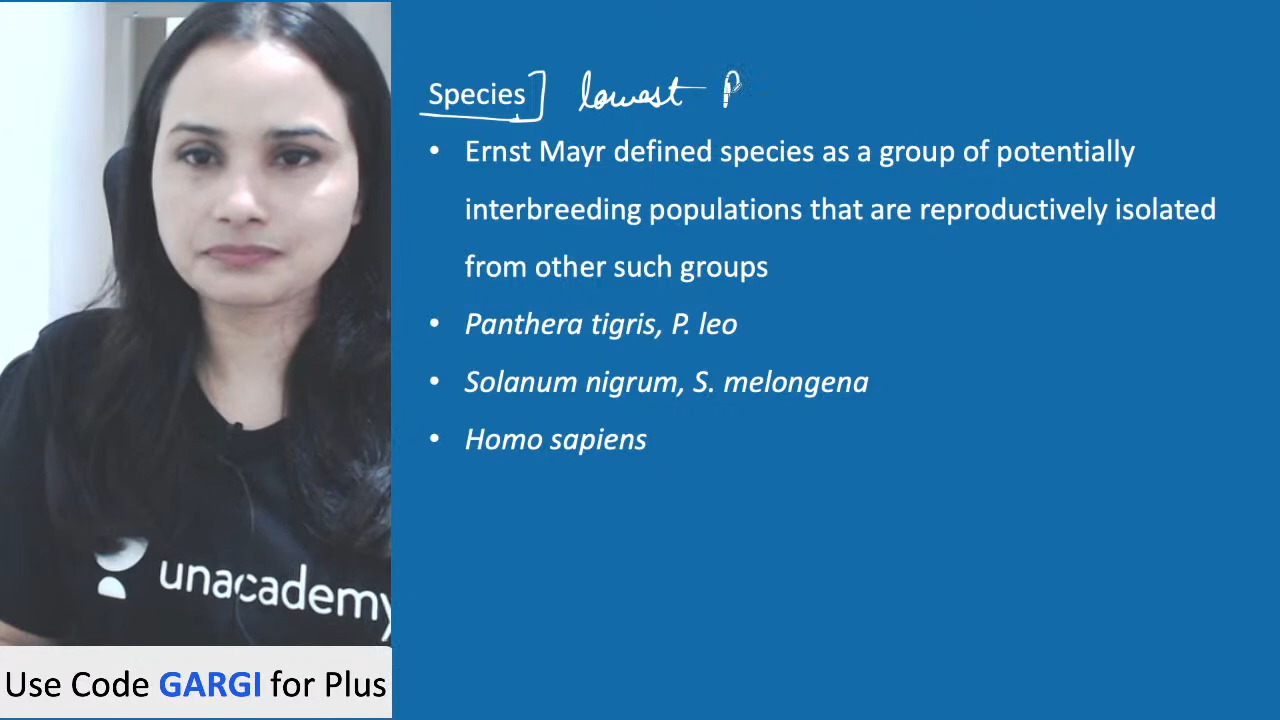 Species] lowest
• Ernst Mayr defined species as a group of potentially
interbreeding populations that are reproductively isolated
from other such groups
• Panthera tigris, P. leo
• Solanum nigrum, S. melongena
• Homo sapiens
unacademy
Use Code GARGI for Plus